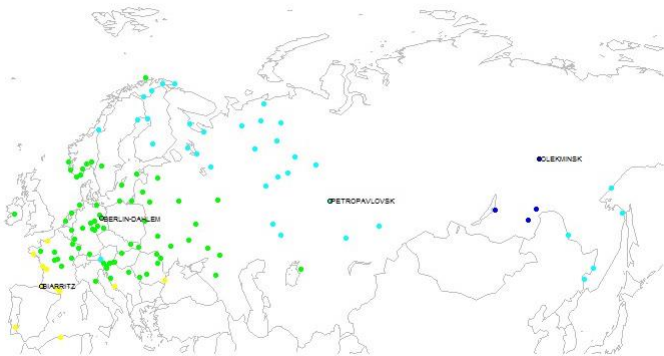 OLEKMINSK
PETROPAVLOVSK
BERLIN-DAHLEM
BIARRITZ